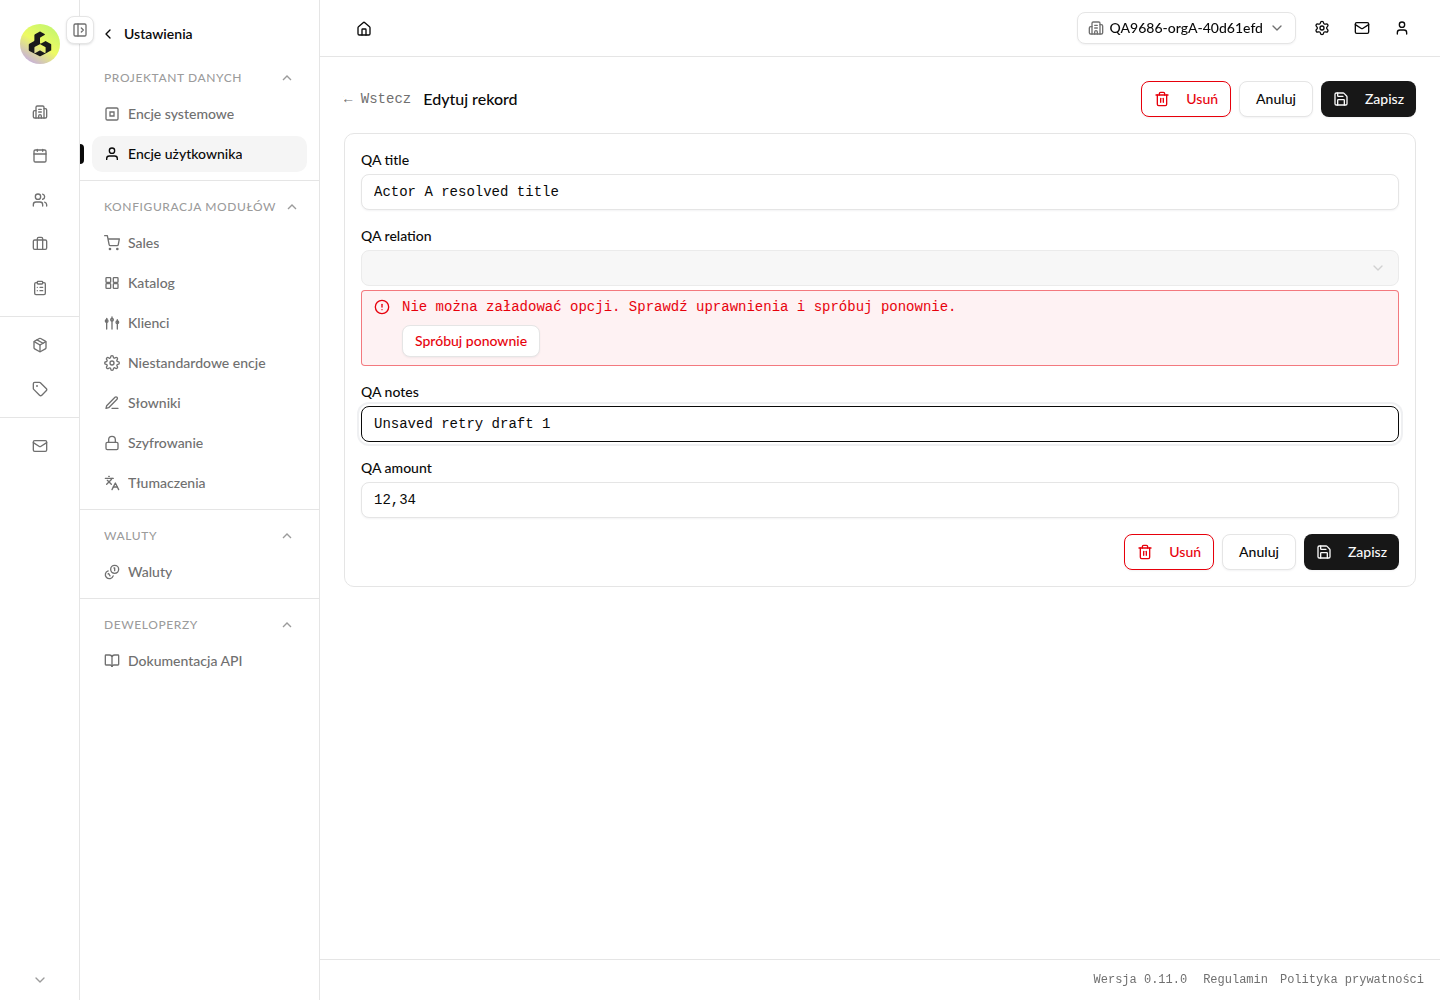 Ustawienia
PROJEKTANT DANYCH
Encje systemowe
Encje użytkownika
KONFIGURACJA MODUŁÓW
Sales
Katalog
Klienci
Niestandardowe encje
Słowniki
Szyfrowanie
Tłumaczenia
WALUTY
Waluty
DEWELOPERZY
Dokumentacja API
QA9686-orgA-40d61efd
← Wstecz Edytuj rekord
Usuń Anuluj Zapisz
QA title
Actor A resolved title
QA relation
Nie można załadować opcji. Sprawdź uprawnienia i spróbuj ponownie.
Spróbuj ponownie
QA notes
Unsaved retry draft 1
QA amount
12,34
Usuń Anuluj Zapisz
Wersja 0.11.0 Regulamin Polityka prywatności